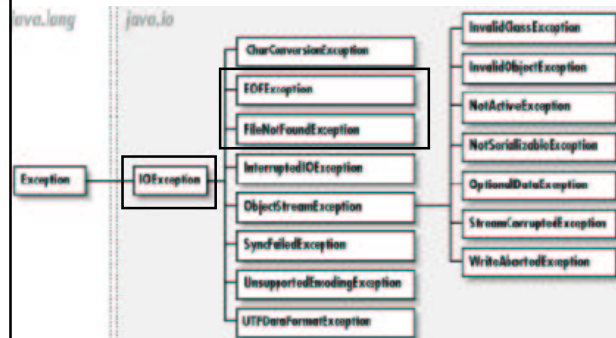 java.lang
java.io
CharConversionException
EOFException
FileNotFoundException
Exception
IOException
InterruptedIOException
ObjectStreamException
SyncFailedException
UnsupportedEncodingException
UTFDataFormatException
InvalidClassException
InvalidObjectException
NotActiveException
NotSerializableException
OptionalDataException
StreamCorruptedException
WriteAbortedException